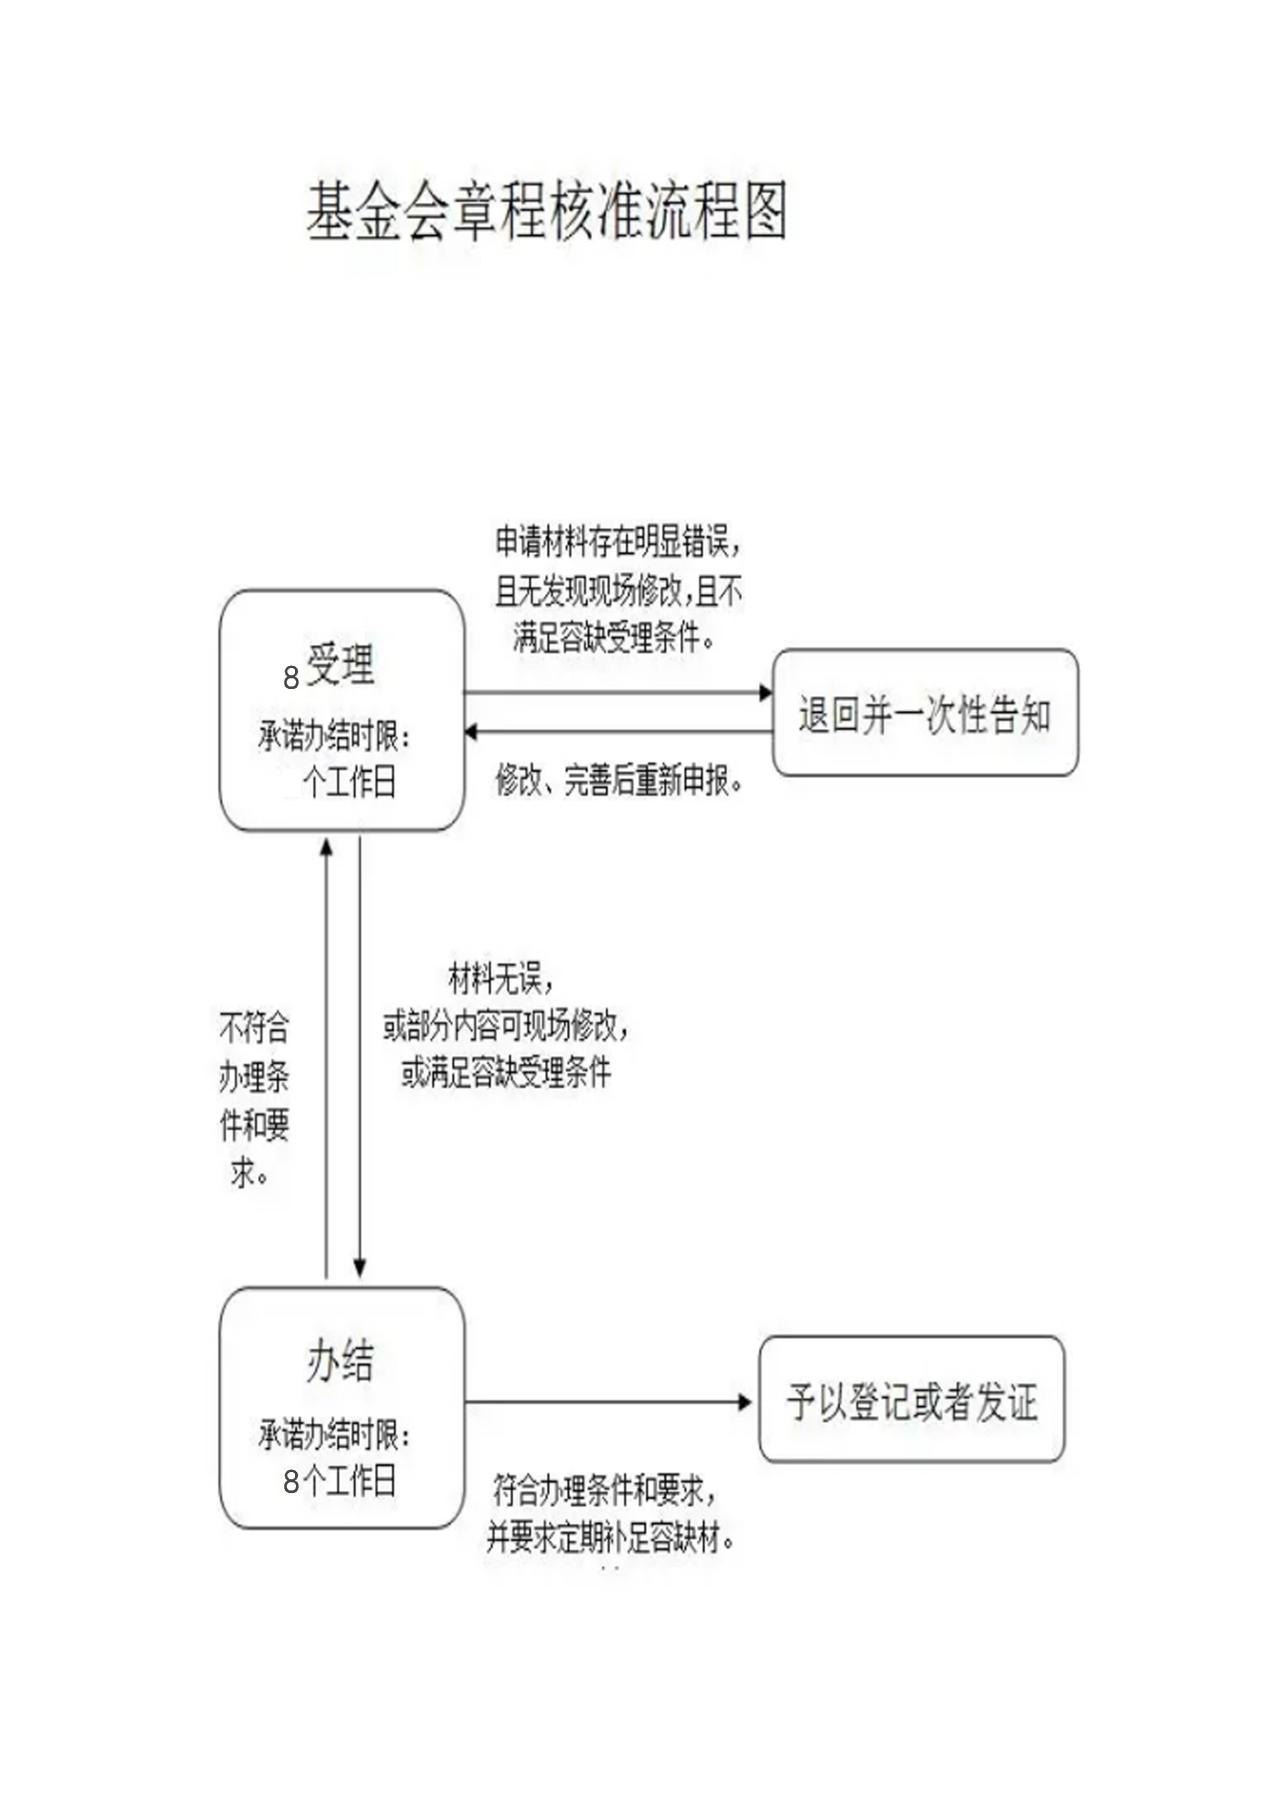 基金会章程核准流程图
申请材料存在明显错误，
且无发现现场修改，且不
满足容缺受理条件。
8 受理
承诺办结时限：
个工作日
退回并一次性告知
修改、完善后重新申报。
材料无误，
或部分内容可现场修改，
或满足容缺受理条件
不符合
办理条
件和要
求。
办结
承诺办结时限：
8个工作日
予以登记或者发证
符合办理条件和要求，
并要求定期补足容缺材。